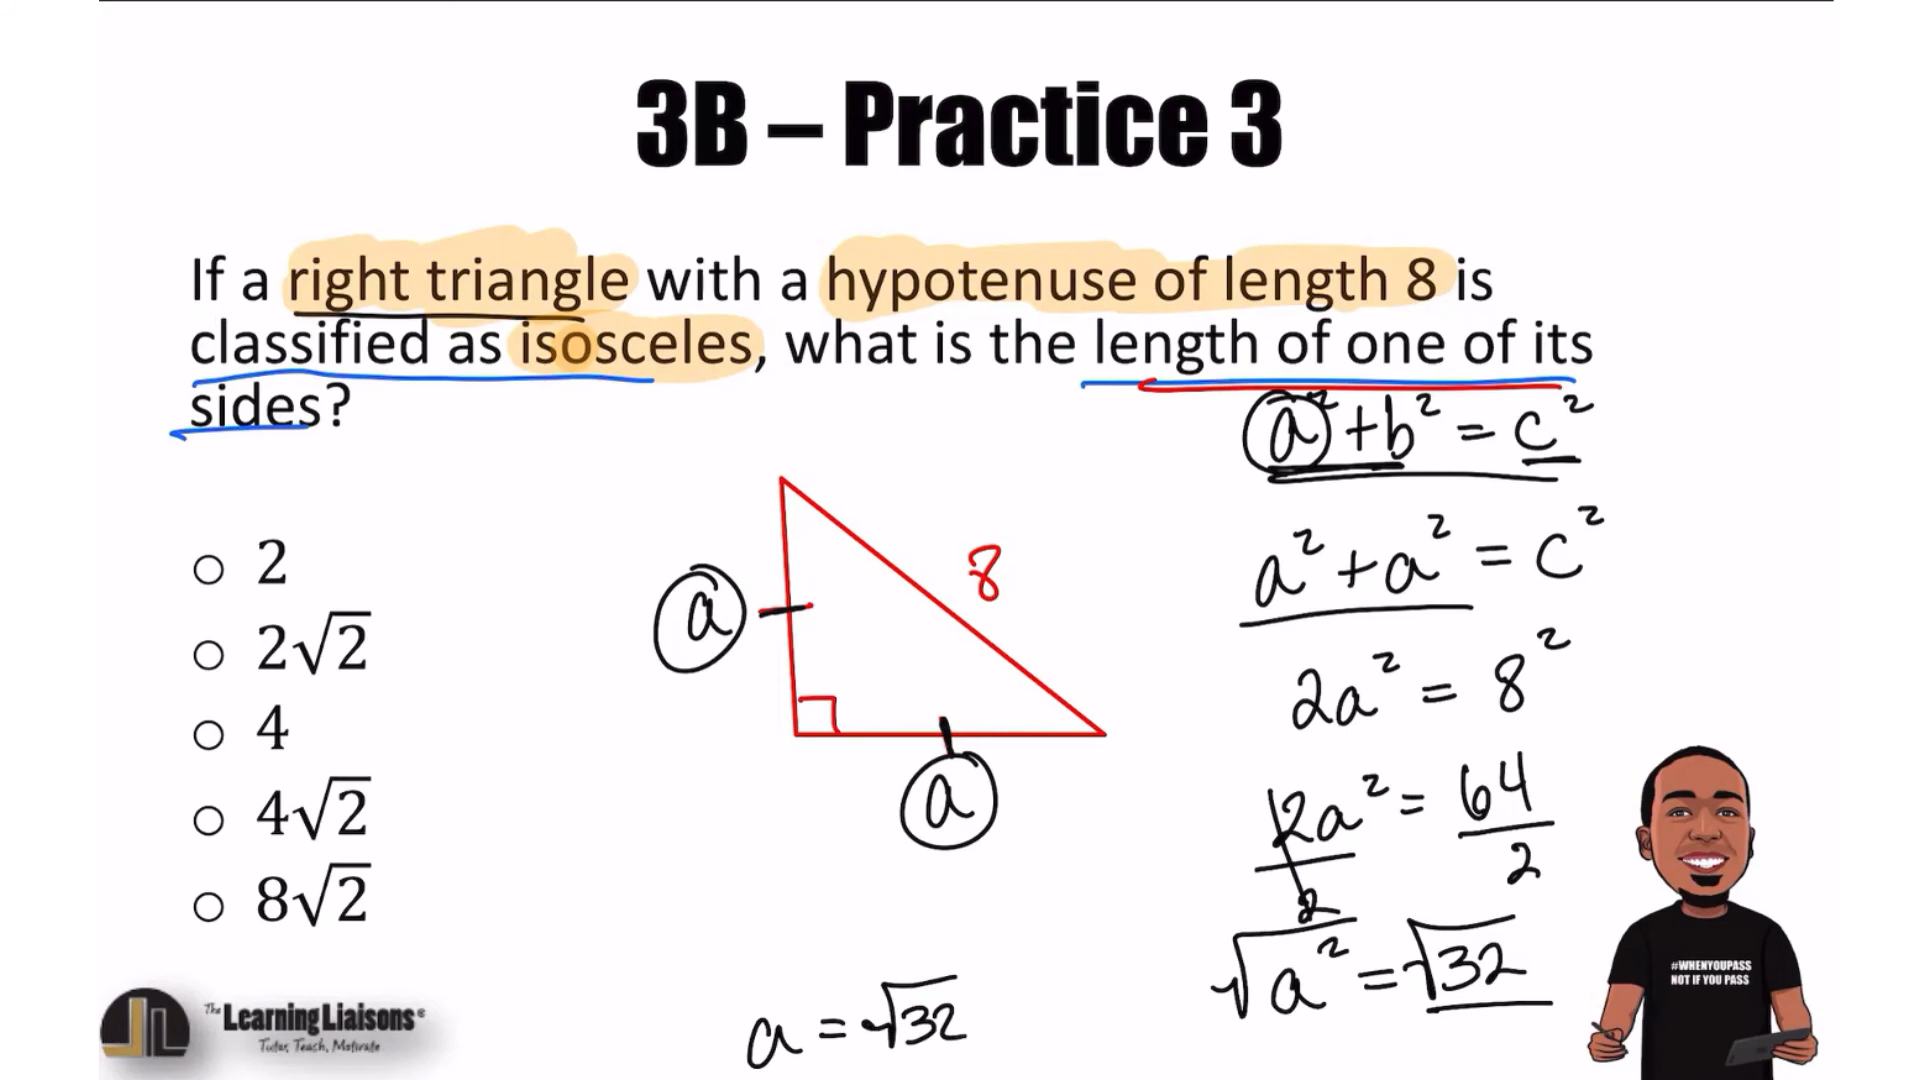 3B – Practice 3
If a right triangle with a hypotenuse of length 8 is
classified as isosceles, what is the length of one of its
sides?
a² + b² = c²
a² + a² = c²
2a² = 8²
2a²/2 = 64/2
√a² = √32
○ 2
○ 2√2
○ 4
○ 4√2
○ 8√2
a
8
a
a = √32
The Learning Liaisons®
Tutor, Teach, Motivate
#WHENYOUPASS
NOT IF YOU PASS